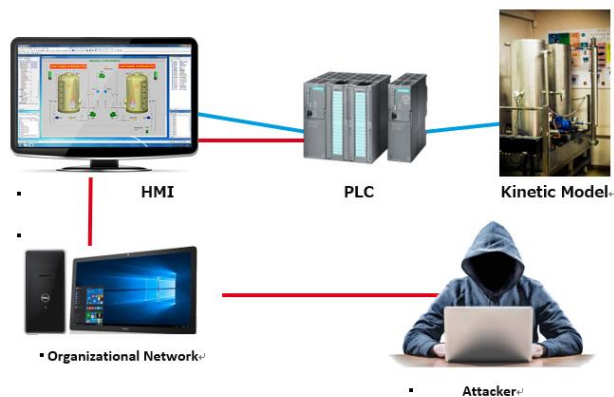 HMI
PLC
Kinetic Model
Organizational Network
Attacker